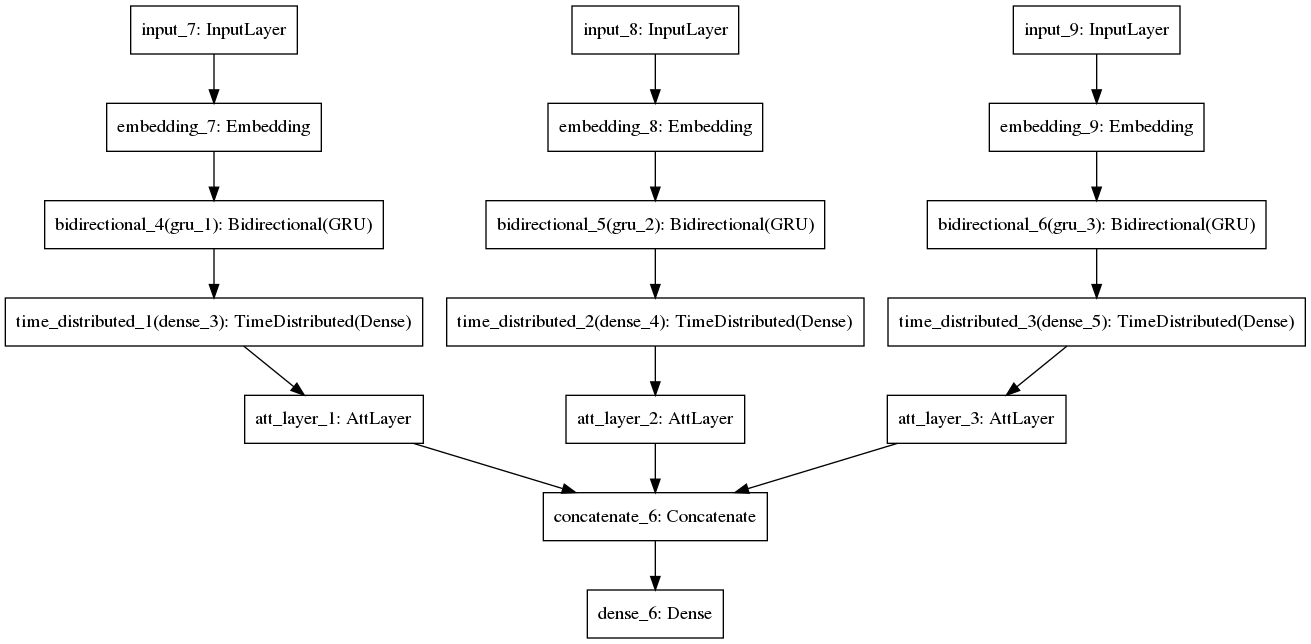 input_7: InputLayer
input_8: InputLayer
input_9: InputLayer
embedding_7: Embedding
embedding_8: Embedding
embedding_9: Embedding
bidirectional_4(gru_1): Bidirectional(GRU)
bidirectional_5(gru_2): Bidirectional(GRU)
bidirectional_6(gru_3): Bidirectional(GRU)
time_distributed_1(dense_3): TimeDistributed(Dense)
time_distributed_2(dense_4): TimeDistributed(Dense)
time_distributed_3(dense_5): TimeDistributed(Dense)
att_layer_1: AttLayer
att_layer_2: AttLayer
att_layer_3: AttLayer
concatenate_6: Concatenate
dense_6: Dense